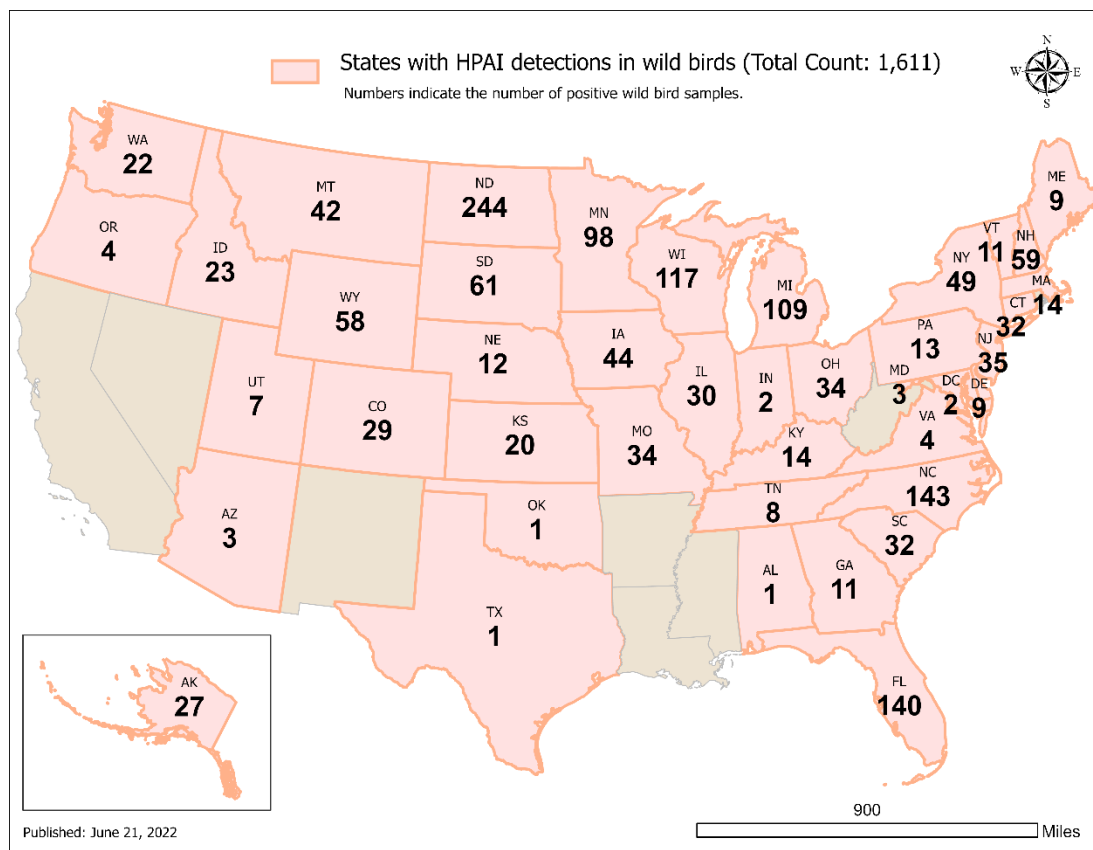 States with HPAI detections in wild birds (Total Count: 1,611)
Numbers indicate the number of positive wild bird samples.
N
W
E
S
WA
22
MT
42
ND
244
MN
98
ME
9
OR
4
ID
23
WY
58
SD
61
WI
117
MI
109
NY
49
VT
11
NH
59
MA
14
CT
32
NE
12
IA
44
PA
13
NJ
35
UT
7
CO
29
KS
20
MO
34
IL
30
IN
2
OH
34
MD
3
DC
2
DE
9
VA
4
KY
14
AZ
3
OK
1
TN
8
NC
143
SC
32
TX
1
AL
1
GA
11
FL
140
AK
27
Published: June 21, 2022
900
Miles